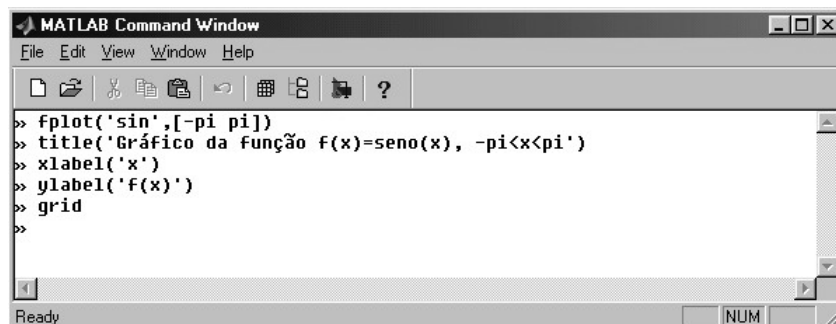 MATLAB Command Window
File Edit View Window Help
?
» fplot('sin',[-pi pi])
» title('Gráfico da função f(x)=seno(x), -pi<x<pi')
» xlabel('x')
» ylabel('f(x)')
» grid
»
Ready NUM